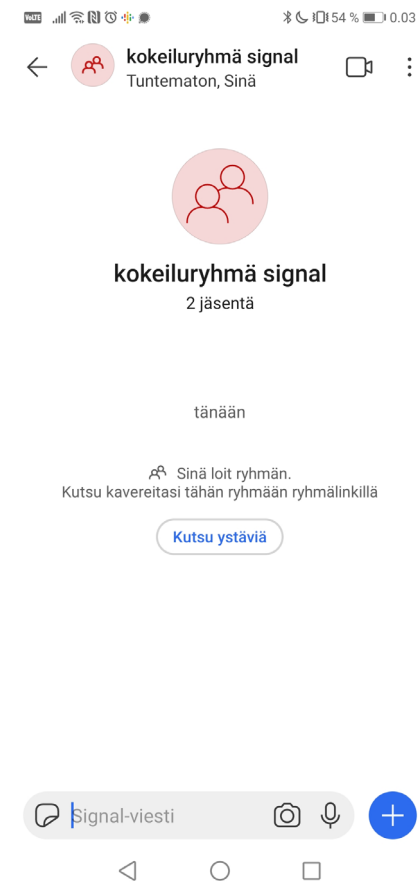 VoLTE 54 % 0.03
kokeiluryhmä signal
Tuntematon, Sinä
kokeiluryhmä signal
2 jäsentä
tänään
Sinä loit ryhmän.
Kutsu kavereitasi tähän ryhmään ryhmälinkillä
Kutsu ystäviä
Signal-viesti